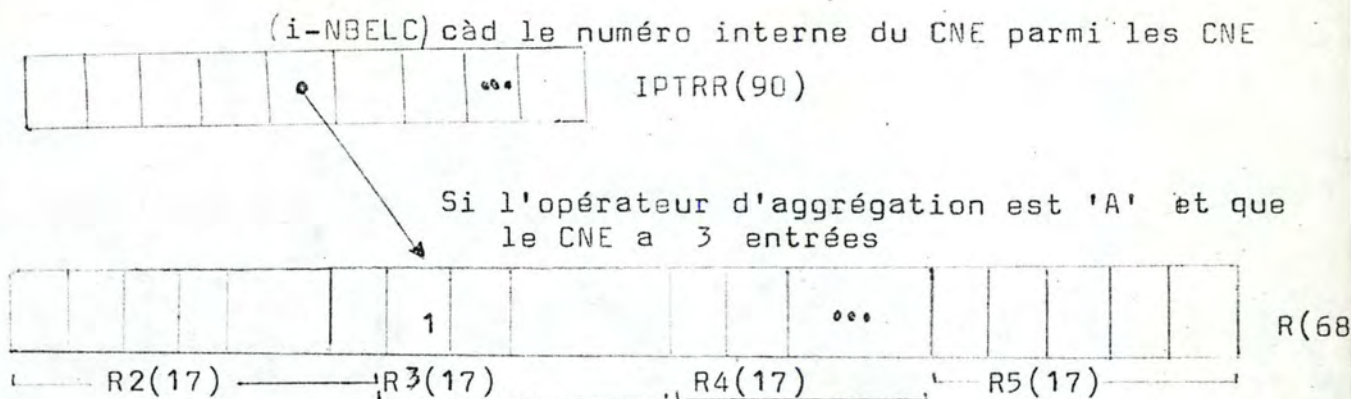 (i-NBELC) càd le numéro interne du CNE parmi les CNE
... IPTRR(90)
Si l'opérateur d'aggrégation est 'A' et que
le CNE a 3 entrées
1 ... R(68
R2(17) R3(17) R4(17) R5(17)